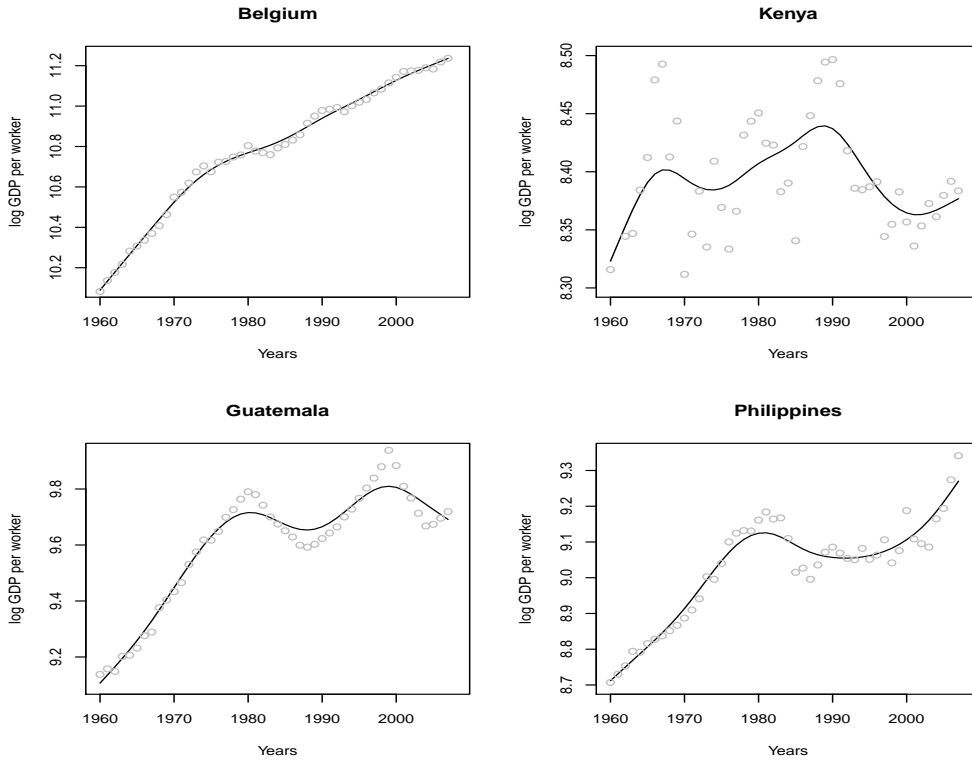 Belgium
log GDP per worker
10.2 10.4 10.6 10.8 11.0 11.2
1960 1970 1980 1990 2000
Years
Kenya
log GDP per worker
8.30 8.35 8.40 8.45 8.50
1960 1970 1980 1990 2000
Years
Guatemala
log GDP per worker
9.2 9.4 9.6 9.8
1960 1970 1980 1990 2000
Years
Philippines
log GDP per worker
8.7 8.8 8.9 9.0 9.1 9.2 9.3
1960 1970 1980 1990 2000
Years